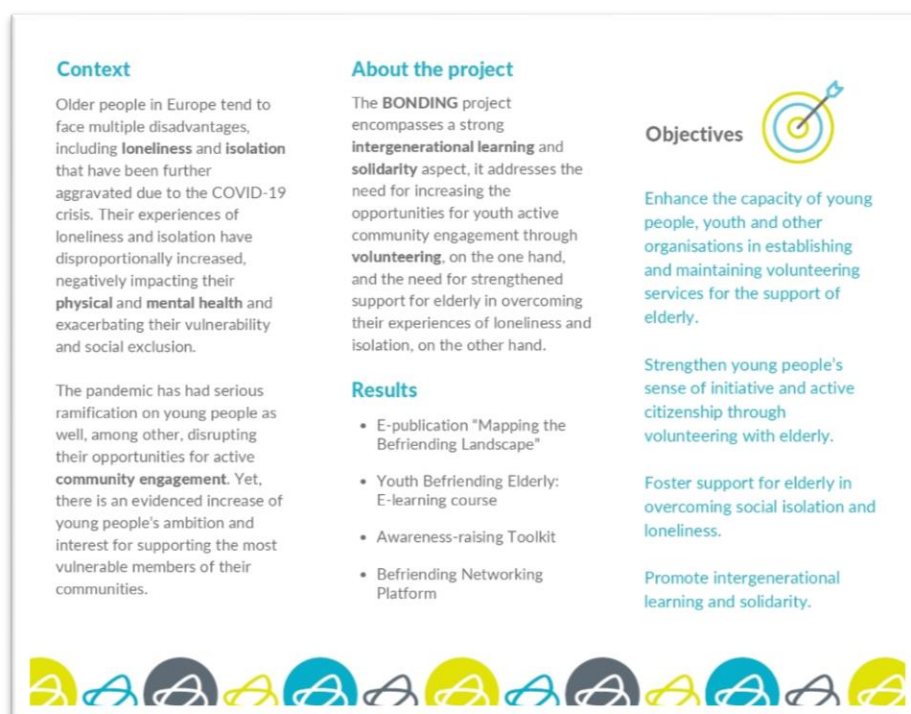 Context
Older people in Europe tend to
face multiple disadvantages,
including loneliness and isolation
that have been further
aggravated due to the COVID-19
crisis. Their experiences of
loneliness and isolation have
disproportionally increased,
negatively impacting their
physical and mental health and
exacerbating their vulnerability
and social exclusion.
The pandemic has had serious
ramification on young people as
well, among other, disrupting
their opportunities for active
community engagement. Yet,
there is an evidenced increase of
young people's ambition and
interest for supporting the most
vulnerable members of their
communities.
About the project
The BONDING project
encompasses a strong
intergenerational learning and
solidarity aspect, it addresses the
need for increasing the
opportunities for youth active
community engagement through
volunteering, on the one hand,
and the need for strengthened
support for elderly in overcoming
their experiences of loneliness and
isolation, on the other hand.
Results
• E-publication "Mapping the
Befriending Landscape"
• Youth Befriending Elderly:
E-learning course
• Awareness-raising Toolkit
• Befriending Networking
Platform
Objectives
Enhance the capacity of young
people, youth and other
organisations in establishing
and maintaining volunteering
services for the support of
elderly.
Strengthen young people's
sense of initiative and active
citizenship through
volunteering with elderly.
Foster support for elderly in
overcoming social isolation and
loneliness.
Promote intergenerational
learning and solidarity.